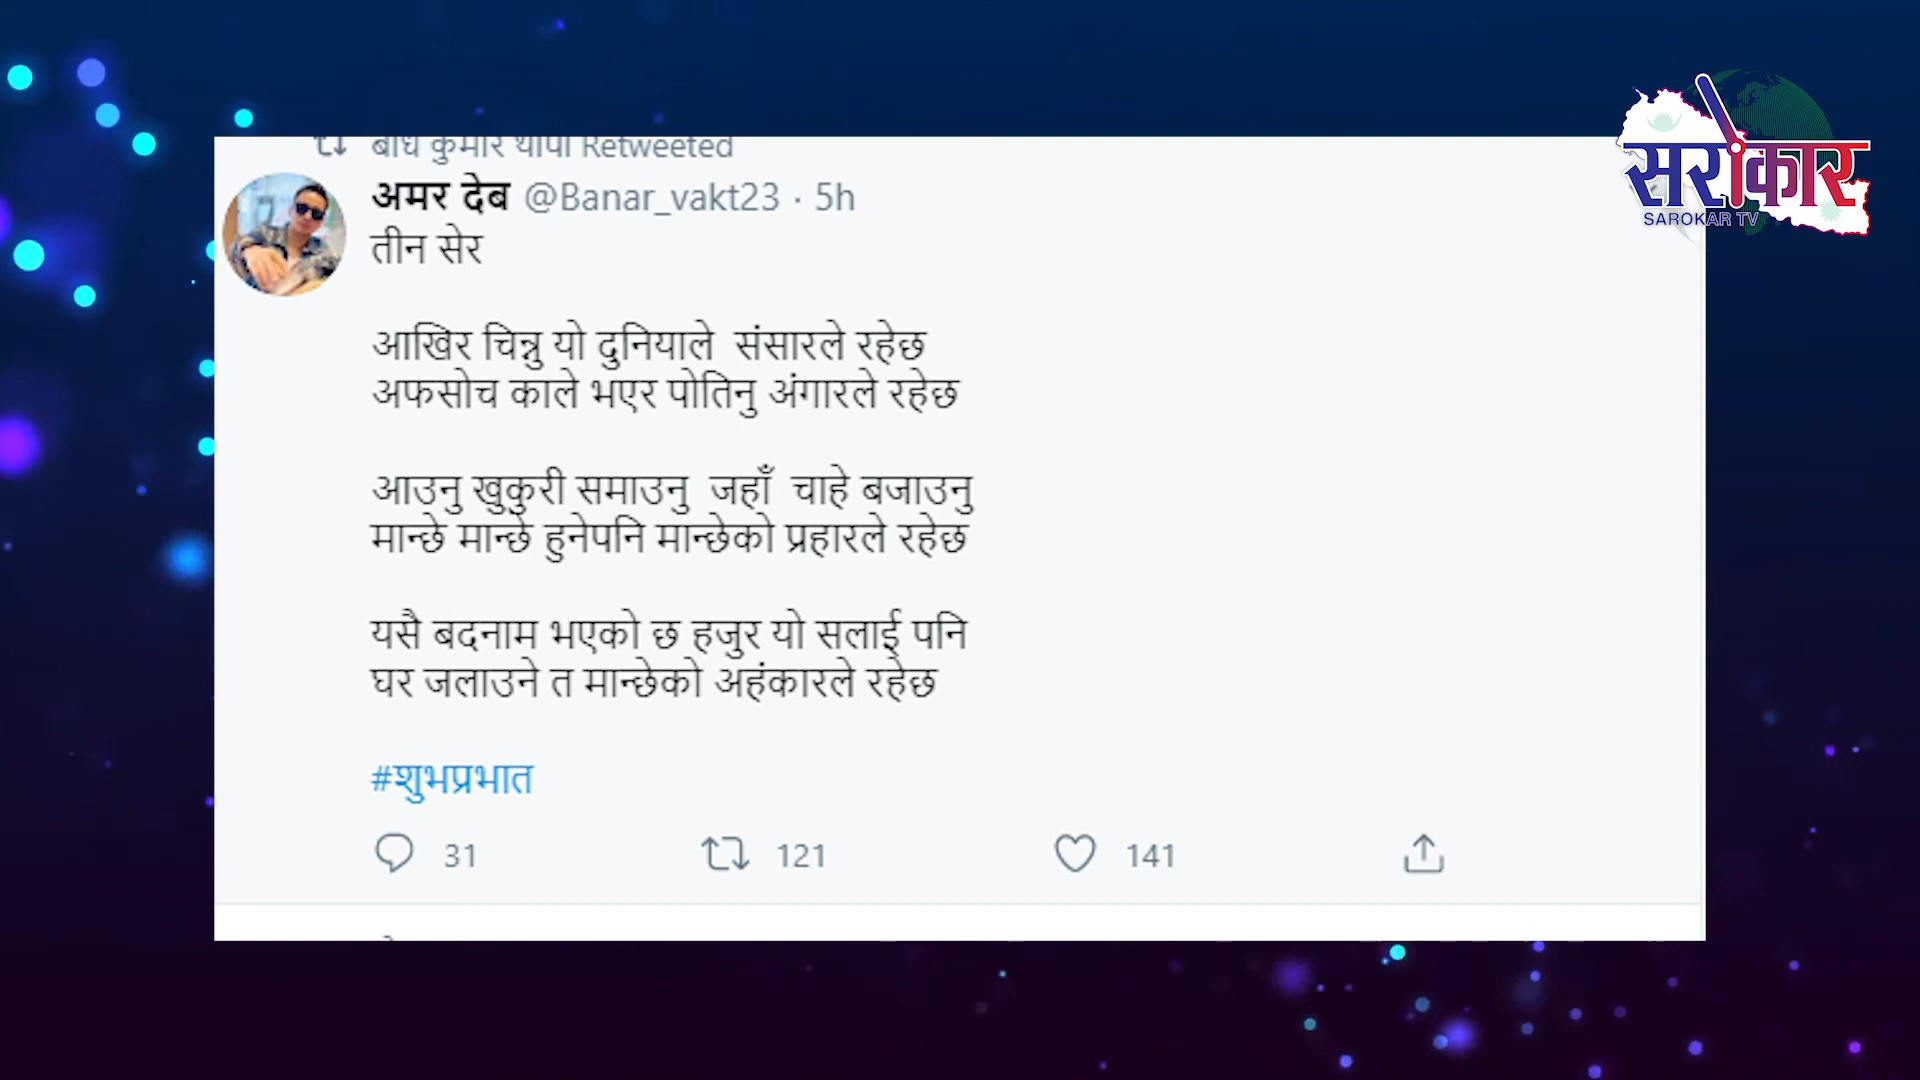 बोध कुमार थापा Retweeted
अमर देब @Banar_vakt23 · 5h
तीन सेर
आखिर चिन्नु यो दुनियाले संसारले रहेछ
अफसोच काले भएर पोतिनु अंगारले रहेछ
आउनु खुकुरी समाउनु जहाँ चाहे बजाउनु
मान्छे मान्छे हुनेपनि मान्छेको प्रहारले रहेछ
यसै बदनाम भएको छ हजुर यो सलाई पनि
घर जलाउने त मान्छेको अहंकारले रहेछ
#शुभप्रभात
31 121 141
सरोकार
SAROKAR TV